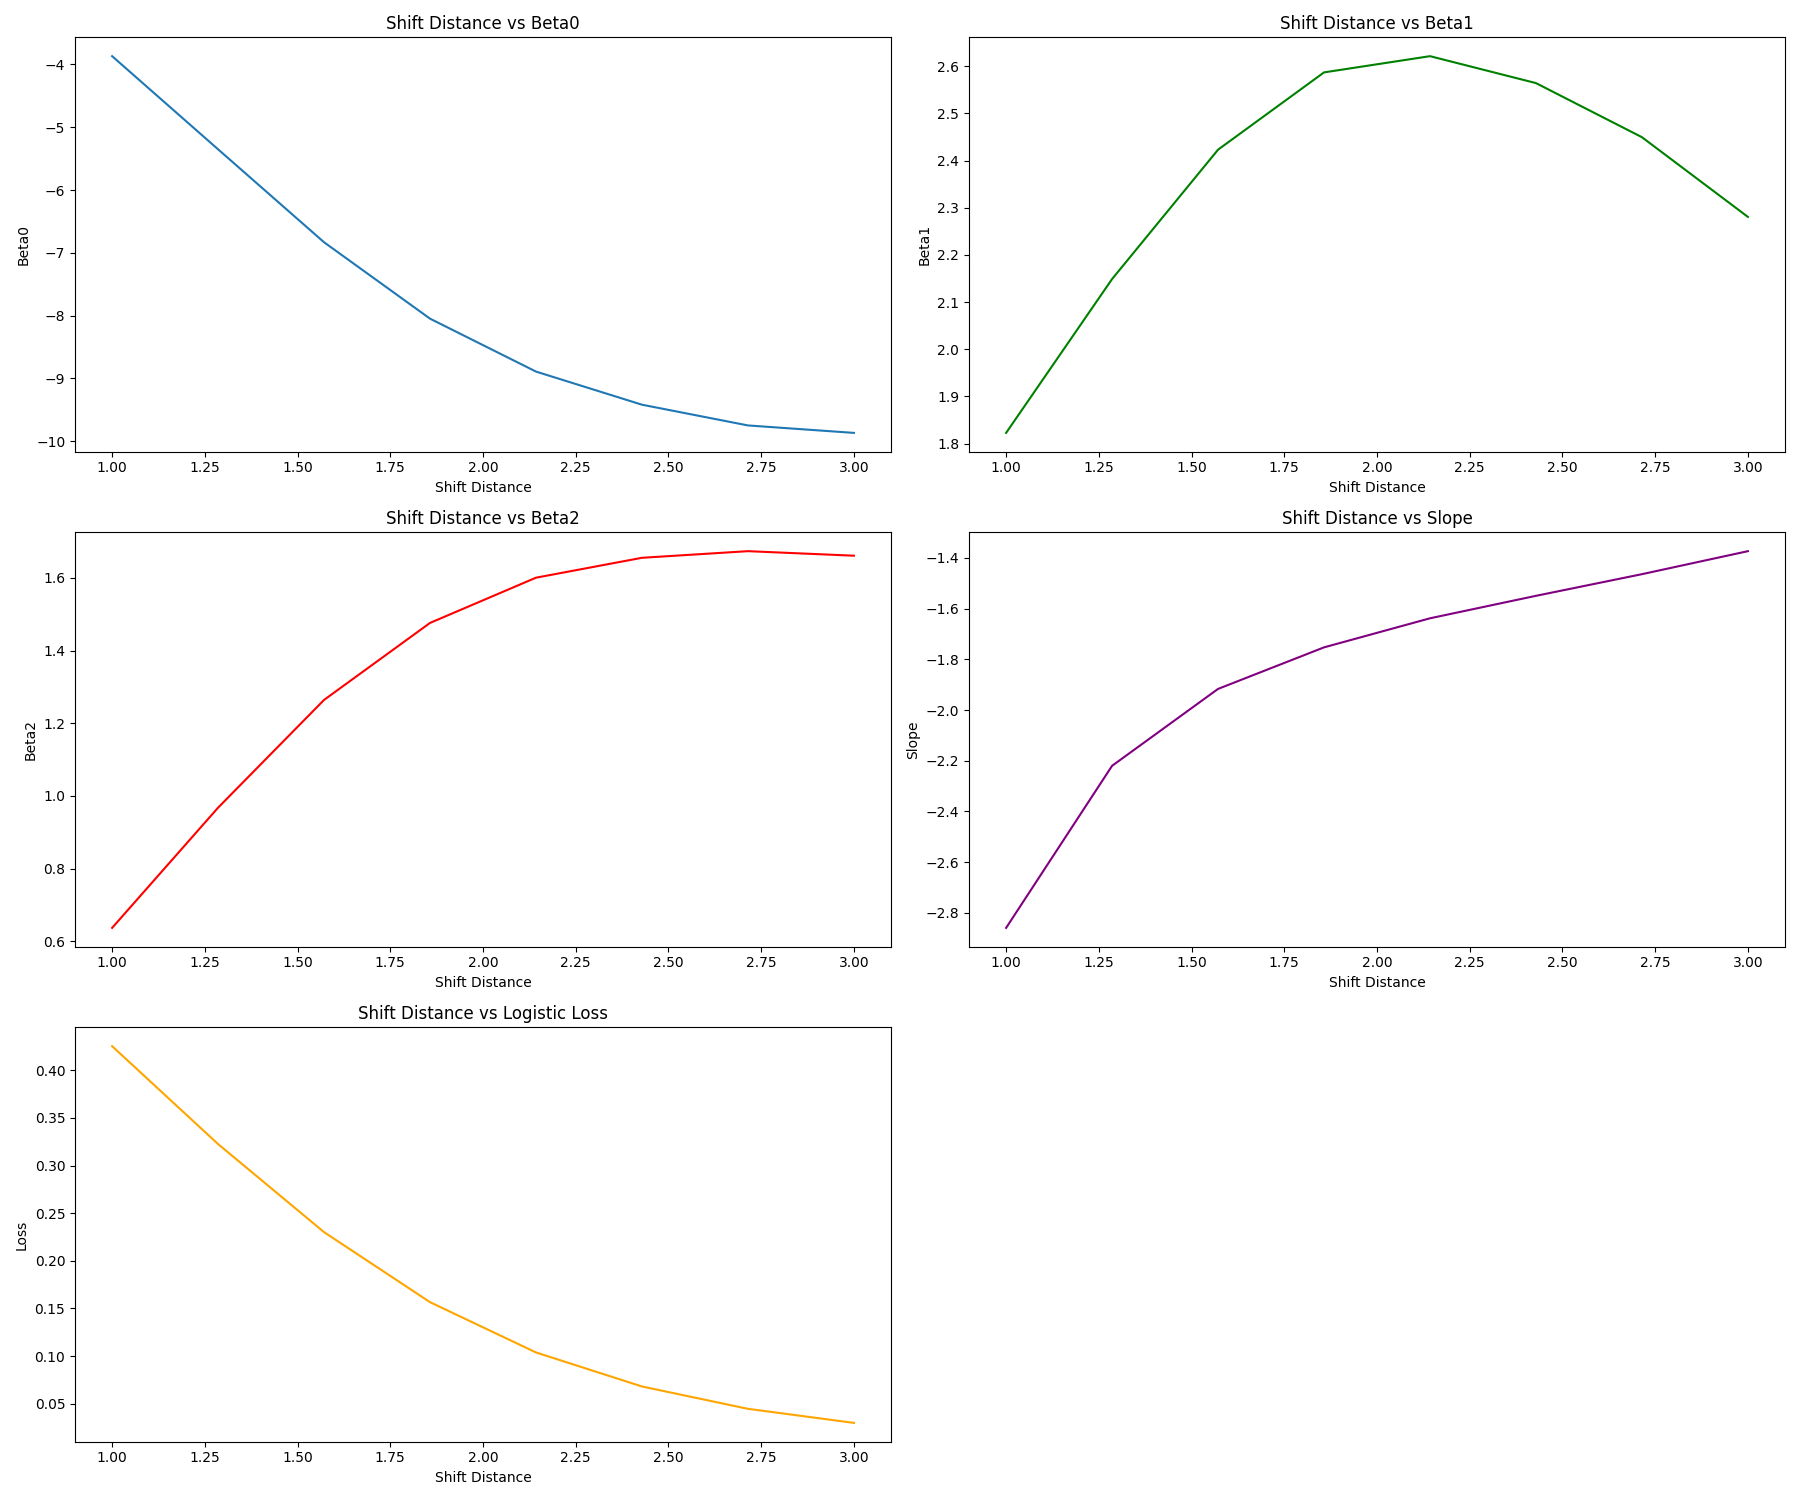 Shift Distance vs Beta0
−4
−5
−6
−7
−8
−9
−10
Beta0
1.00 1.25 1.50 1.75 2.00 2.25 2.50 2.75 3.00
Shift Distance
Shift Distance vs Beta1
2.6
2.5
2.4
2.3
2.2
2.1
2.0
1.9
1.8
Beta1
1.00 1.25 1.50 1.75 2.00 2.25 2.50 2.75 3.00
Shift Distance
Shift Distance vs Beta2
1.6
1.4
1.2
1.0
0.8
0.6
Beta2
1.00 1.25 1.50 1.75 2.00 2.25 2.50 2.75 3.00
Shift Distance
Shift Distance vs Slope
−1.4
−1.6
−1.8
−2.0
−2.2
−2.4
−2.6
−2.8
Slope
1.00 1.25 1.50 1.75 2.00 2.25 2.50 2.75 3.00
Shift Distance
Shift Distance vs Logistic Loss
0.40
0.35
0.30
0.25
0.20
0.15
0.10
0.05
Loss
1.00 1.25 1.50 1.75 2.00 2.25 2.50 2.75 3.00
Shift Distance